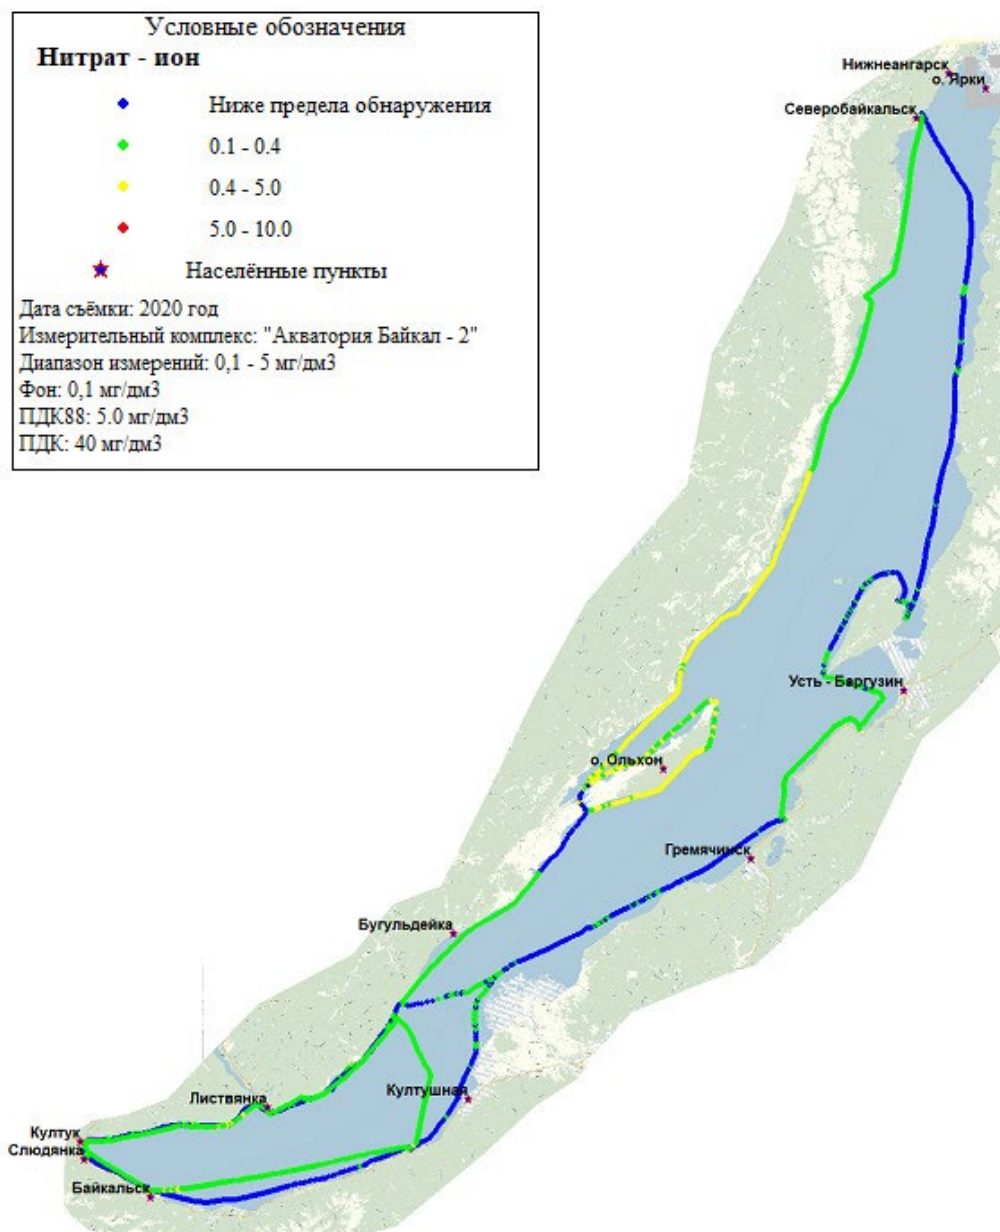 Условные обозначения
Нитрат - ион
Ниже предела обнаружения
0.1 - 0.4
0.4 - 5.0
5.0 - 10.0
Населённые пункты
Дата съёмки: 2020 год
Измерительный комплекс: "Акватория Байкал - 2"
Диапазон измерений: 0,1 - 5 мг/дм3
Фон: 0,1 мг/дм3
ПДК88: 5.0 мг/дм3
ПДК: 40 мг/дм3
Нижнеангарск
о. Ярки
Северобайкальск
Усть - Баргузин
о. Ольхон
Гремячинск
Бугульдейка
Култушная
Листвянка
Култук
Слюдянка
Байкальск